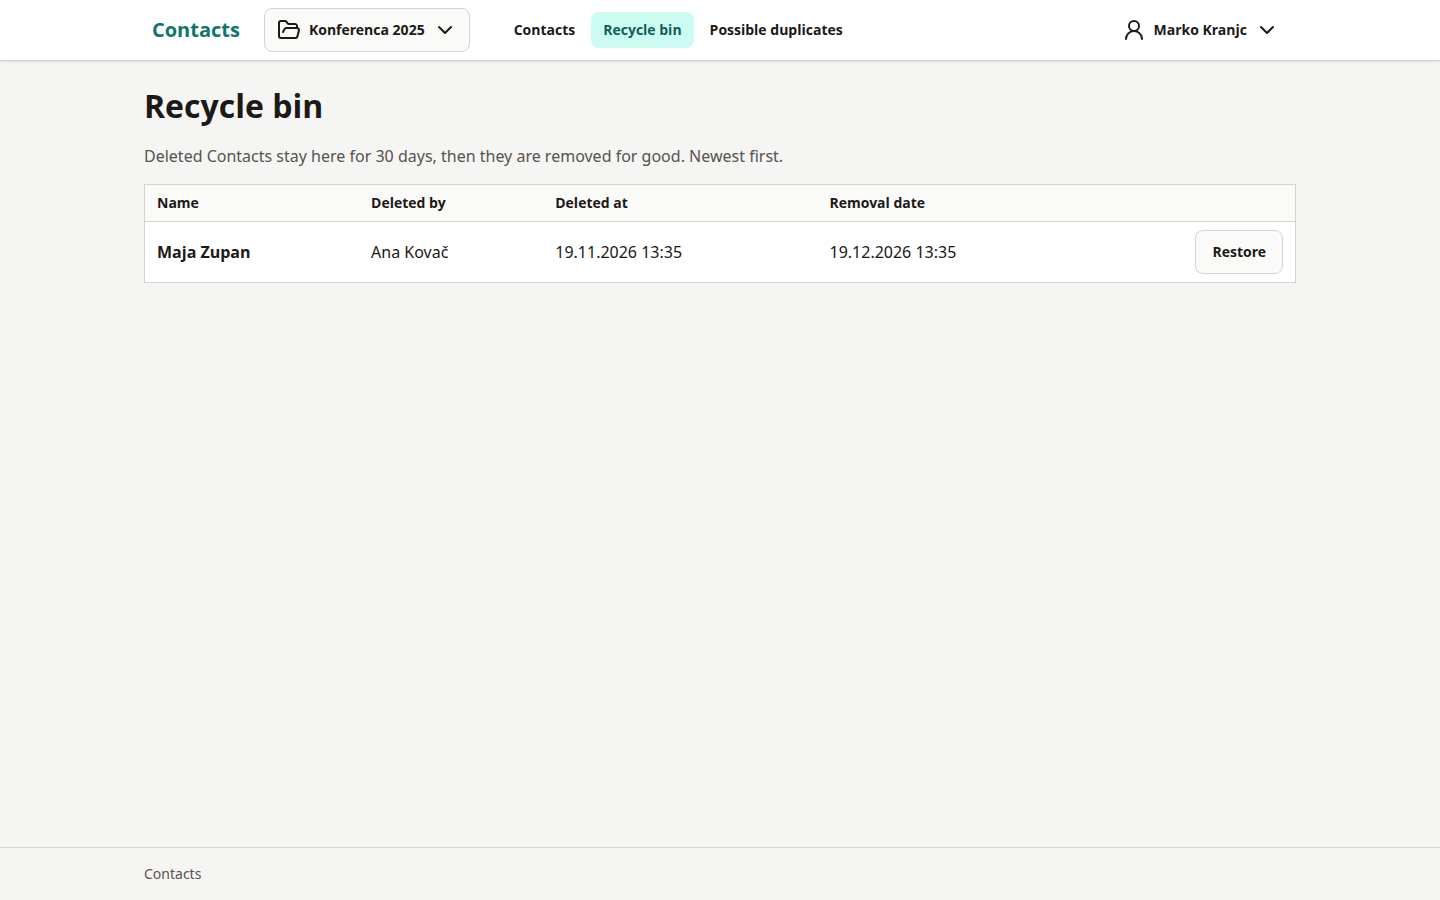 Contacts Konferenca 2025 Contacts Recycle bin Possible duplicates Marko Kranjc
Recycle bin
Deleted Contacts stay here for 30 days, then they are removed for good. Newest first.
Name Deleted by Deleted at Removal date
Maja Zupan Ana Kovač 19.11.2026 13:35 19.12.2026 13:35 Restore
Contacts